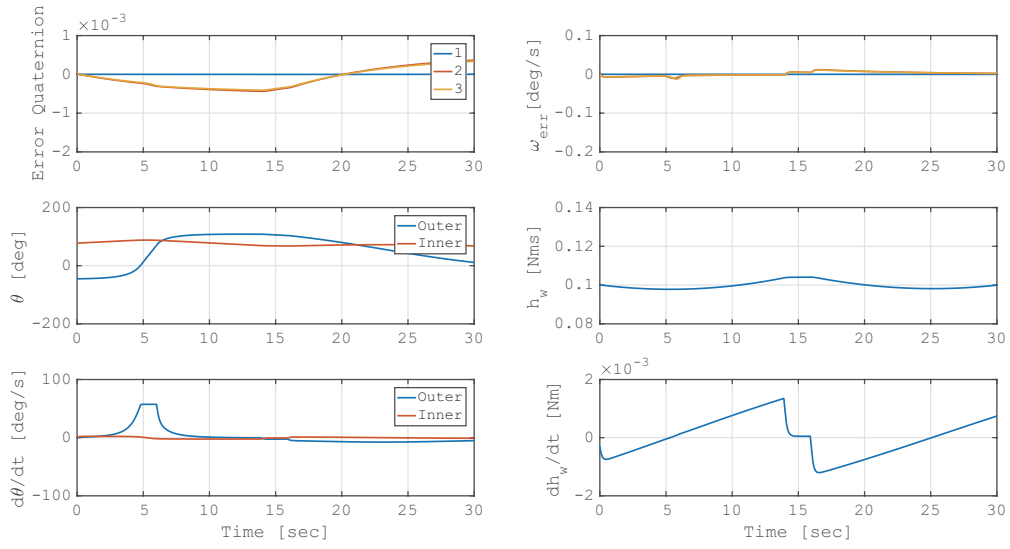 ×10⁻³
Error Quaternion
1
0
-1
-2
0 5 10 15 20 25 30
1
2
3
ω_err [deg/s]
0.1
0
-0.1
-0.2
0 5 10 15 20 25 30
θ [deg]
200
0
-200
0 5 10 15 20 25 30
Outer
Inner
h_w [Nms]
0.14
0.12
0.1
0.08
0 5 10 15 20 25 30
dθ/dt [deg/s]
100
0
-100
0 5 10 15 20 25 30
Time [sec]
Outer
Inner
×10⁻³
dh_w/dt [Nm]
2
0
-2
0 5 10 15 20 25 30
Time [sec]